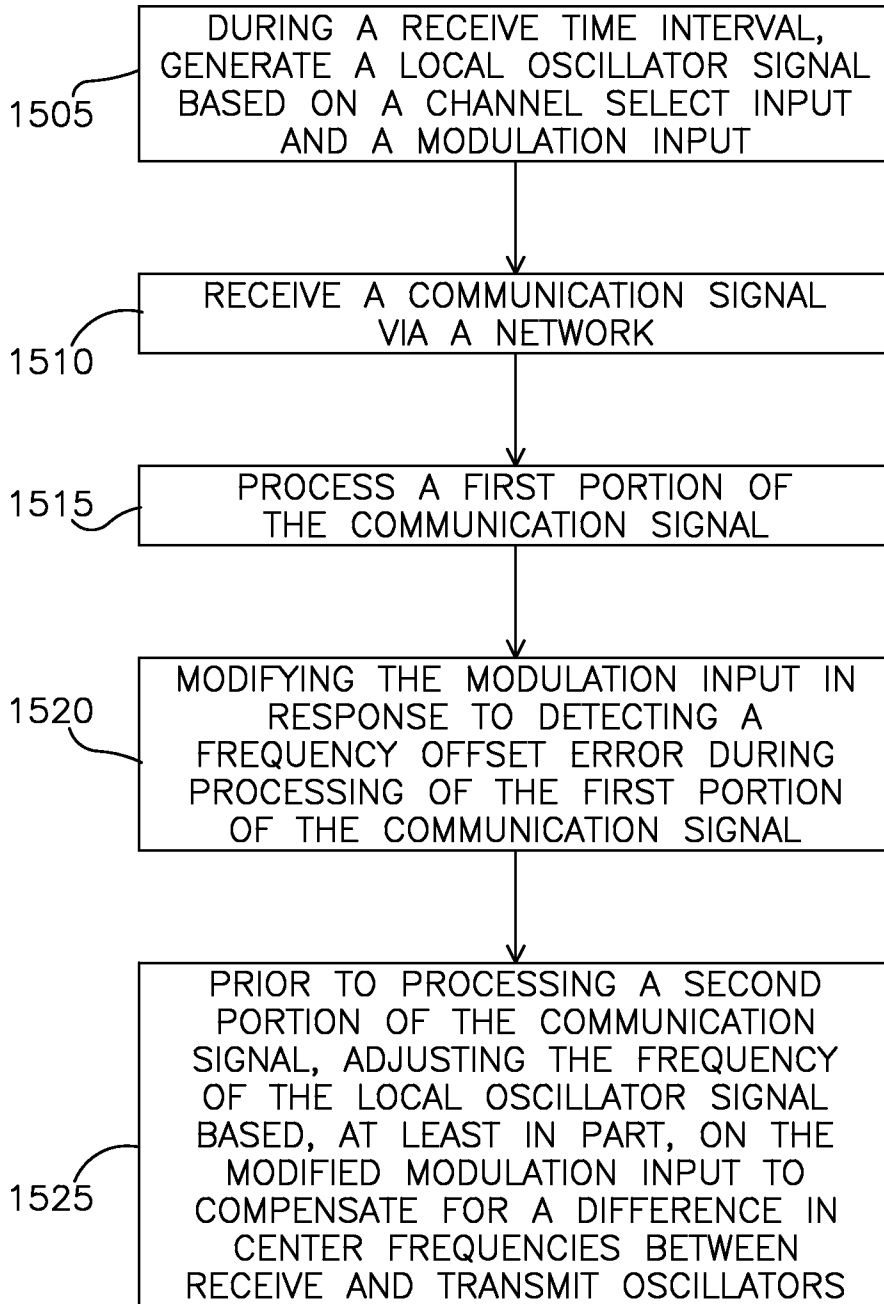 DURING A RECEIVE TIME INTERVAL,
GENERATE A LOCAL OSCILLATOR SIGNAL
BASED ON A CHANNEL SELECT INPUT
AND A MODULATION INPUT
1505
RECEIVE A COMMUNICATION SIGNAL
VIA A NETWORK
1510
PROCESS A FIRST PORTION OF
THE COMMUNICATION SIGNAL
1515
MODIFYING THE MODULATION INPUT IN
RESPONSE TO DETECTING A
FREQUENCY OFFSET ERROR DURING
PROCESSING OF THE FIRST PORTION
OF THE COMMUNICATION SIGNAL
1520
PRIOR TO PROCESSING A SECOND
PORTION OF THE COMMUNICATION
SIGNAL, ADJUSTING THE FREQUENCY
OF THE LOCAL OSCILLATOR SIGNAL
BASED, AT LEAST IN PART, ON THE
MODIFIED MODULATION INPUT TO
COMPENSATE FOR A DIFFERENCE IN
CENTER FREQUENCIES BETWEEN
RECEIVE AND TRANSMIT OSCILLATORS
1525